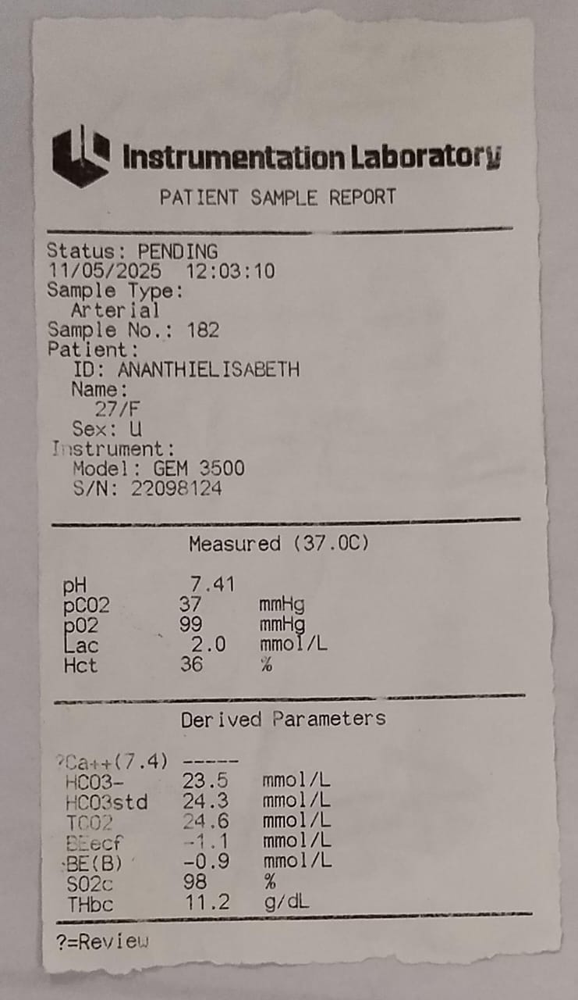 Instrumentation Laboratory
PATIENT SAMPLE REPORT
Status: PENDING
11/05/2025 12:03:10
Sample Type:
Arterial
Sample No.: 182
Patient:
ID: ANANTHIELISABETH
Name:
27/F
Sex: U
Instrument:
Model: GEM 3500
S/N: 22098124
Measured (37.0C)
pH 7.41
pCO2 37 mmHg
pO2 99 mmHg
Lac 2.0 mmol/L
Hct 36 %
Derived Parameters
?Ca++(7.4) -----
HCO3- 23.5 mmol/L
HCO3std 24.3 mmol/L
TCO2 24.6 mmol/L
BEecf -1.1 mmol/L
BE(B) -0.9 mmol/L
SO2c 98 %
THbc 11.2 g/dL
?=Review